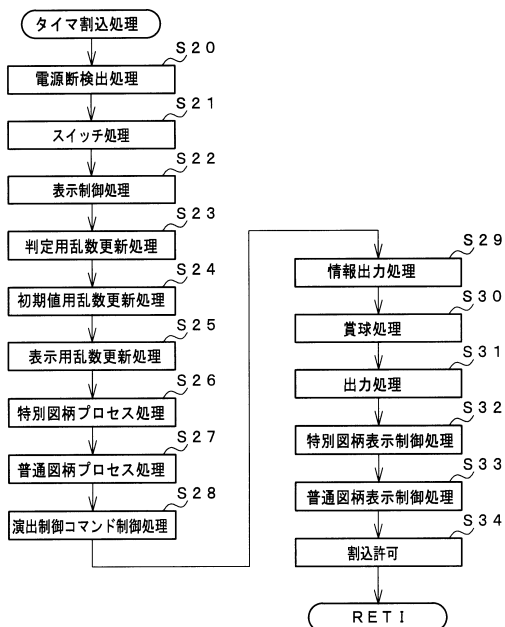 タイマ割込処理
S20
電源断検出処理
S21
スイッチ処理
S22
表示制御処理
S23
判定用乱数更新処理
S24
初期値用乱数更新処理
S25
表示用乱数更新処理
S26
特別図柄プロセス処理
S27
普通図柄プロセス処理
S28
演出制御コマンド制御処理
S29
情報出力処理
S30
賞球処理
S31
出力処理
S32
特別図柄表示制御処理
S33
普通図柄表示制御処理
S34
割込許可
RETI